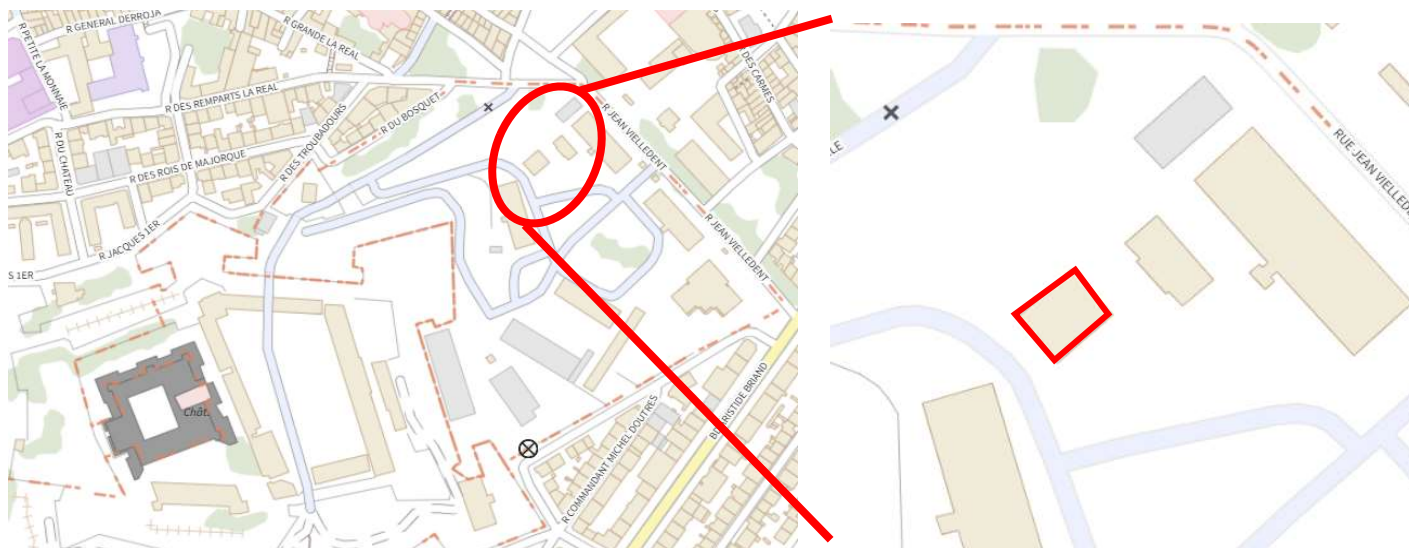 R GENERAL DERROJA
R GRANDE LA REAL
R PETITE LA MONNAIE
R DES REMPARTS LA REAL
R DU BOSQUET
R DES TROUBADOURS
R DU CHATEAU
R DES ROIS DE MAJORQUE
R JACQUES 1ER
S 1ER
DES CARMES
R JEAN VIELLEDENT
R JEAN VIELLEDENT
Chât.
BD ARISTIDE BRIAND
R COMMANDANT MICHEL DOUTRES
LE
RUE JEAN VIELLEDE